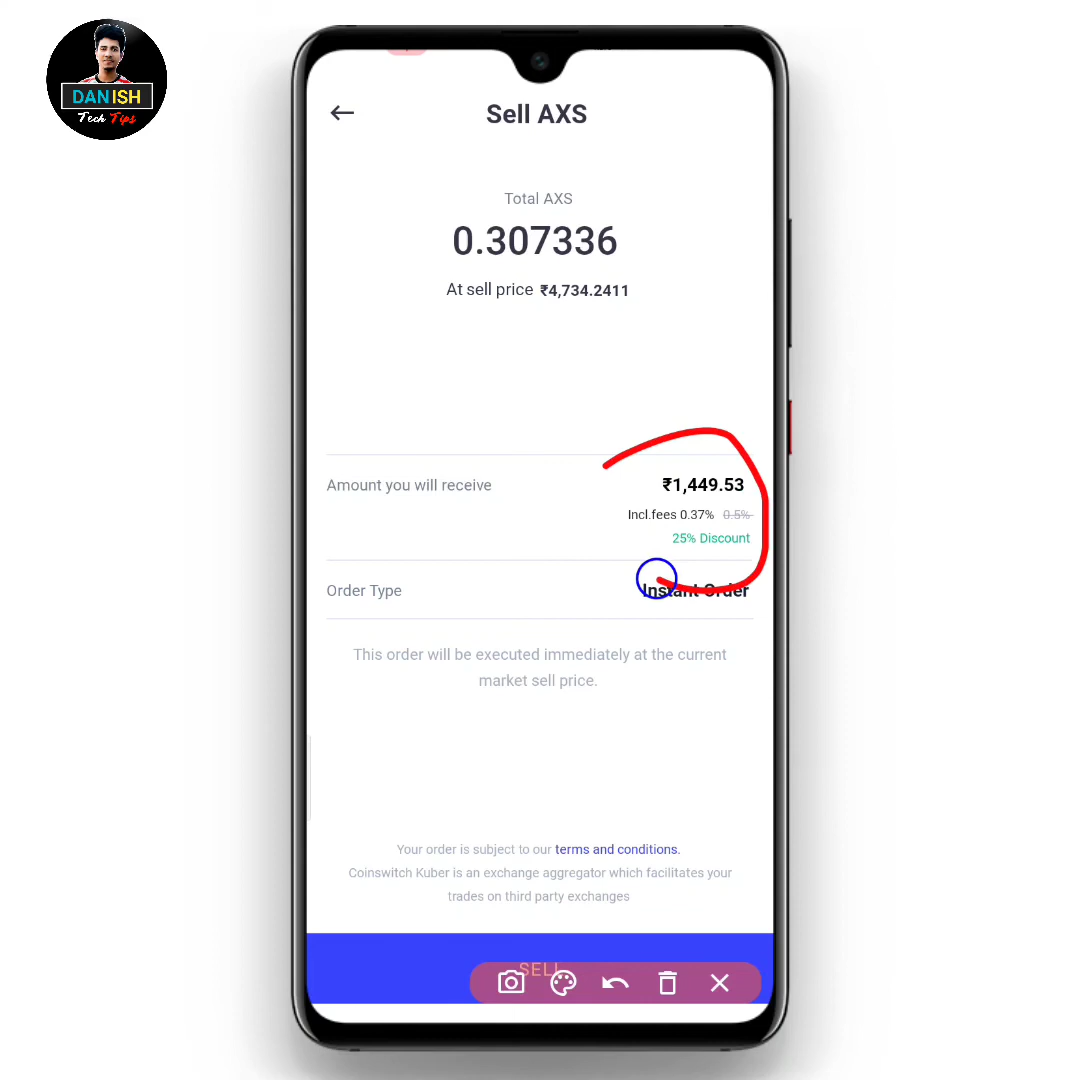 DANISH
Tech Tips
Sell AXS
Total AXS
0.307336
At sell price ₹4,734.2411
Amount you will receive
₹1,449.53
Incl.fees 0.37% 0.5%
25% Discount
Order Type
Instant Order
This order will be executed immediately at the current
market sell price.
Your order is subject to our terms and conditions.
Coinswitch Kuber is an exchange aggregator which facilitates your
trades on third party exchanges
SELL